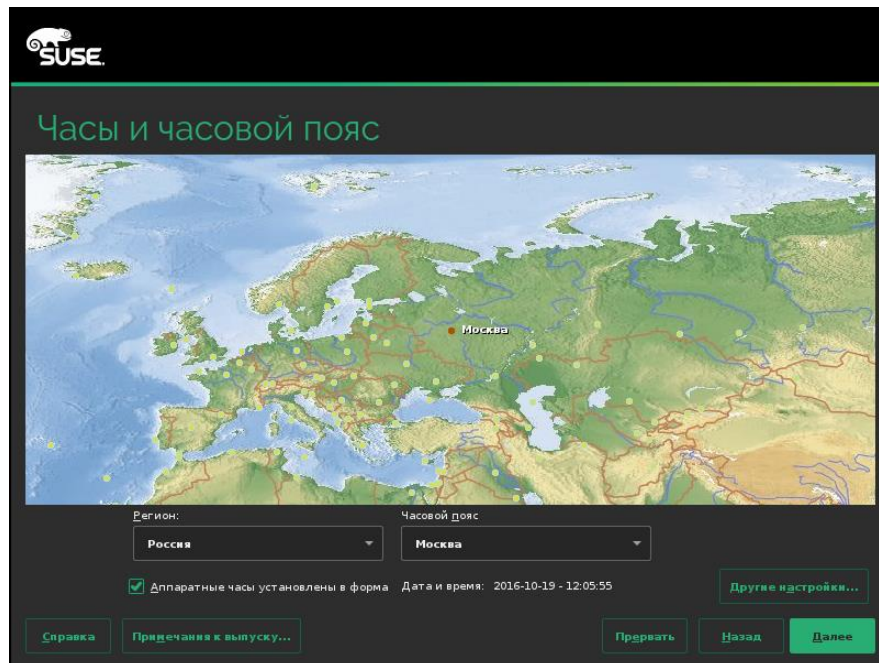 SUSE.
Часы и часовой пояс
Москва
Регион:
Часовой пояс
Россия
Москва
Аппаратные часы установлены в форма
Дата и время: 2016-10-19 - 12:05:55
Другие настройки...
Справка
Примечания к выпуску...
Прервать
Назад
Далее